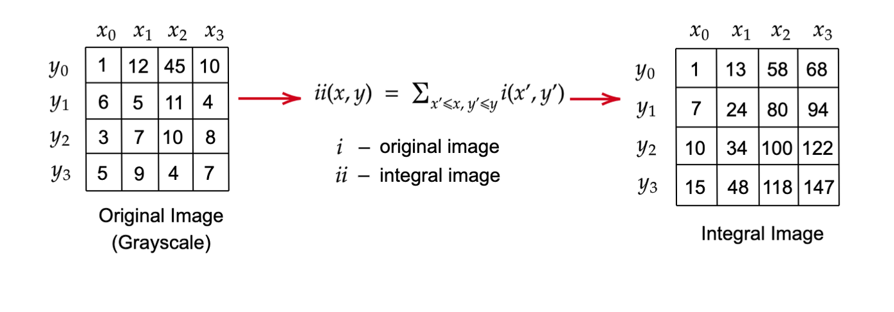 x₀ x₁ x₂ x₃
y₀ 1 12 45 10
y₁ 6 5 11 4
y₂ 3 7 10 8
y₃ 5 9 4 7
Original Image
(Grayscale)
ii(x, y) = ∑x′⩽x, y′⩽y i(x′, y′)
i – original image
ii – integral image
x₀ x₁ x₂ x₃
y₀ 1 13 58 68
y₁ 7 24 80 94
y₂ 10 34 100 122
y₃ 15 48 118 147
Integral Image